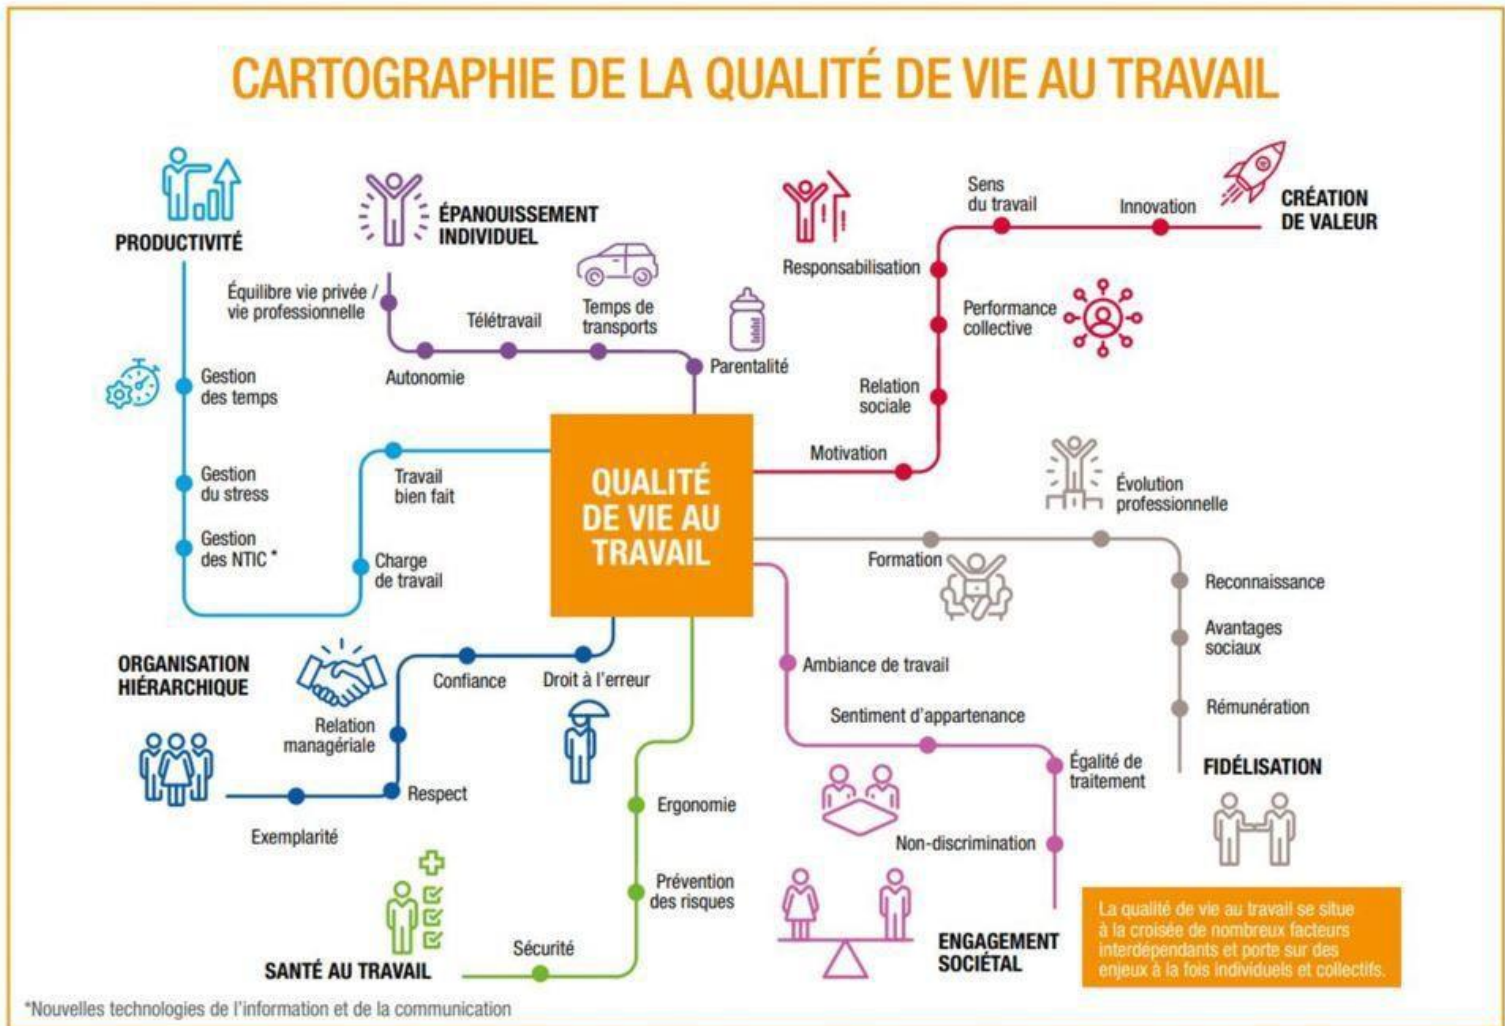 CARTOGRAPHIE DE LA QUALITÉ DE VIE AU TRAVAIL
PRODUCTIVITÉ
Gestion
des temps
Gestion
du stress
Gestion
des NTIC *
Charge
de travail
Travail
bien fait
ÉPANOUISSEMENT
INDIVIDUEL
Équilibre vie privée /
vie professionnelle
Autonomie
Télétravail
Temps de
transports
Parentalité
CRÉATION
DE VALEUR
Innovation
Sens
du travail
Responsabilisation
Performance
collective
Relation
sociale
Motivation
QUALITÉ
DE VIE AU
TRAVAIL
Formation
Évolution
professionnelle
Reconnaissance
Avantages
sociaux
Rémunération
FIDÉLISATION
ORGANISATION
HIÉRARCHIQUE
Exemplarité
Respect
Relation
managériale
Confiance
Droit à l'erreur
SANTÉ AU TRAVAIL
Sécurité
Prévention
des risques
Ergonomie
Ambiance de travail
Sentiment d'appartenance
Égalité de
traitement
Non-discrimination
ENGAGEMENT
SOCIÉTAL
La qualité de vie au travail se situe
à la croisée de nombreux facteurs
interdépendants et porte sur des
enjeux à la fois individuels et collectifs.
*Nouvelles technologies de l'information et de la communication